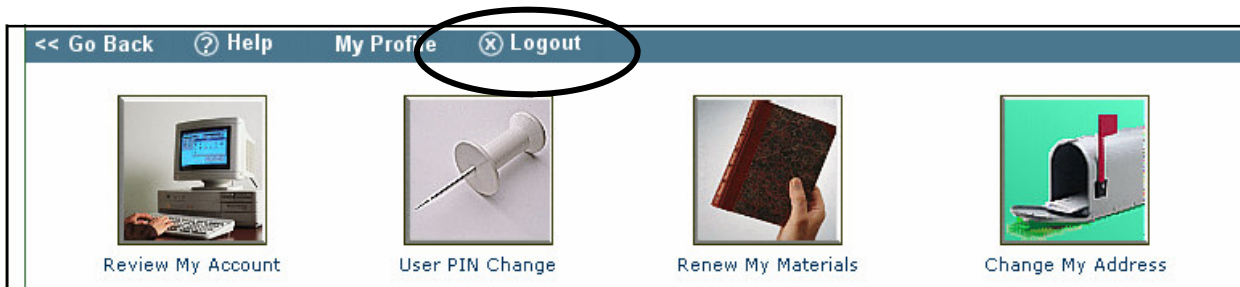 << Go Back ? Help My Profile X Logout
Review My Account User PIN Change Renew My Materials Change My Address